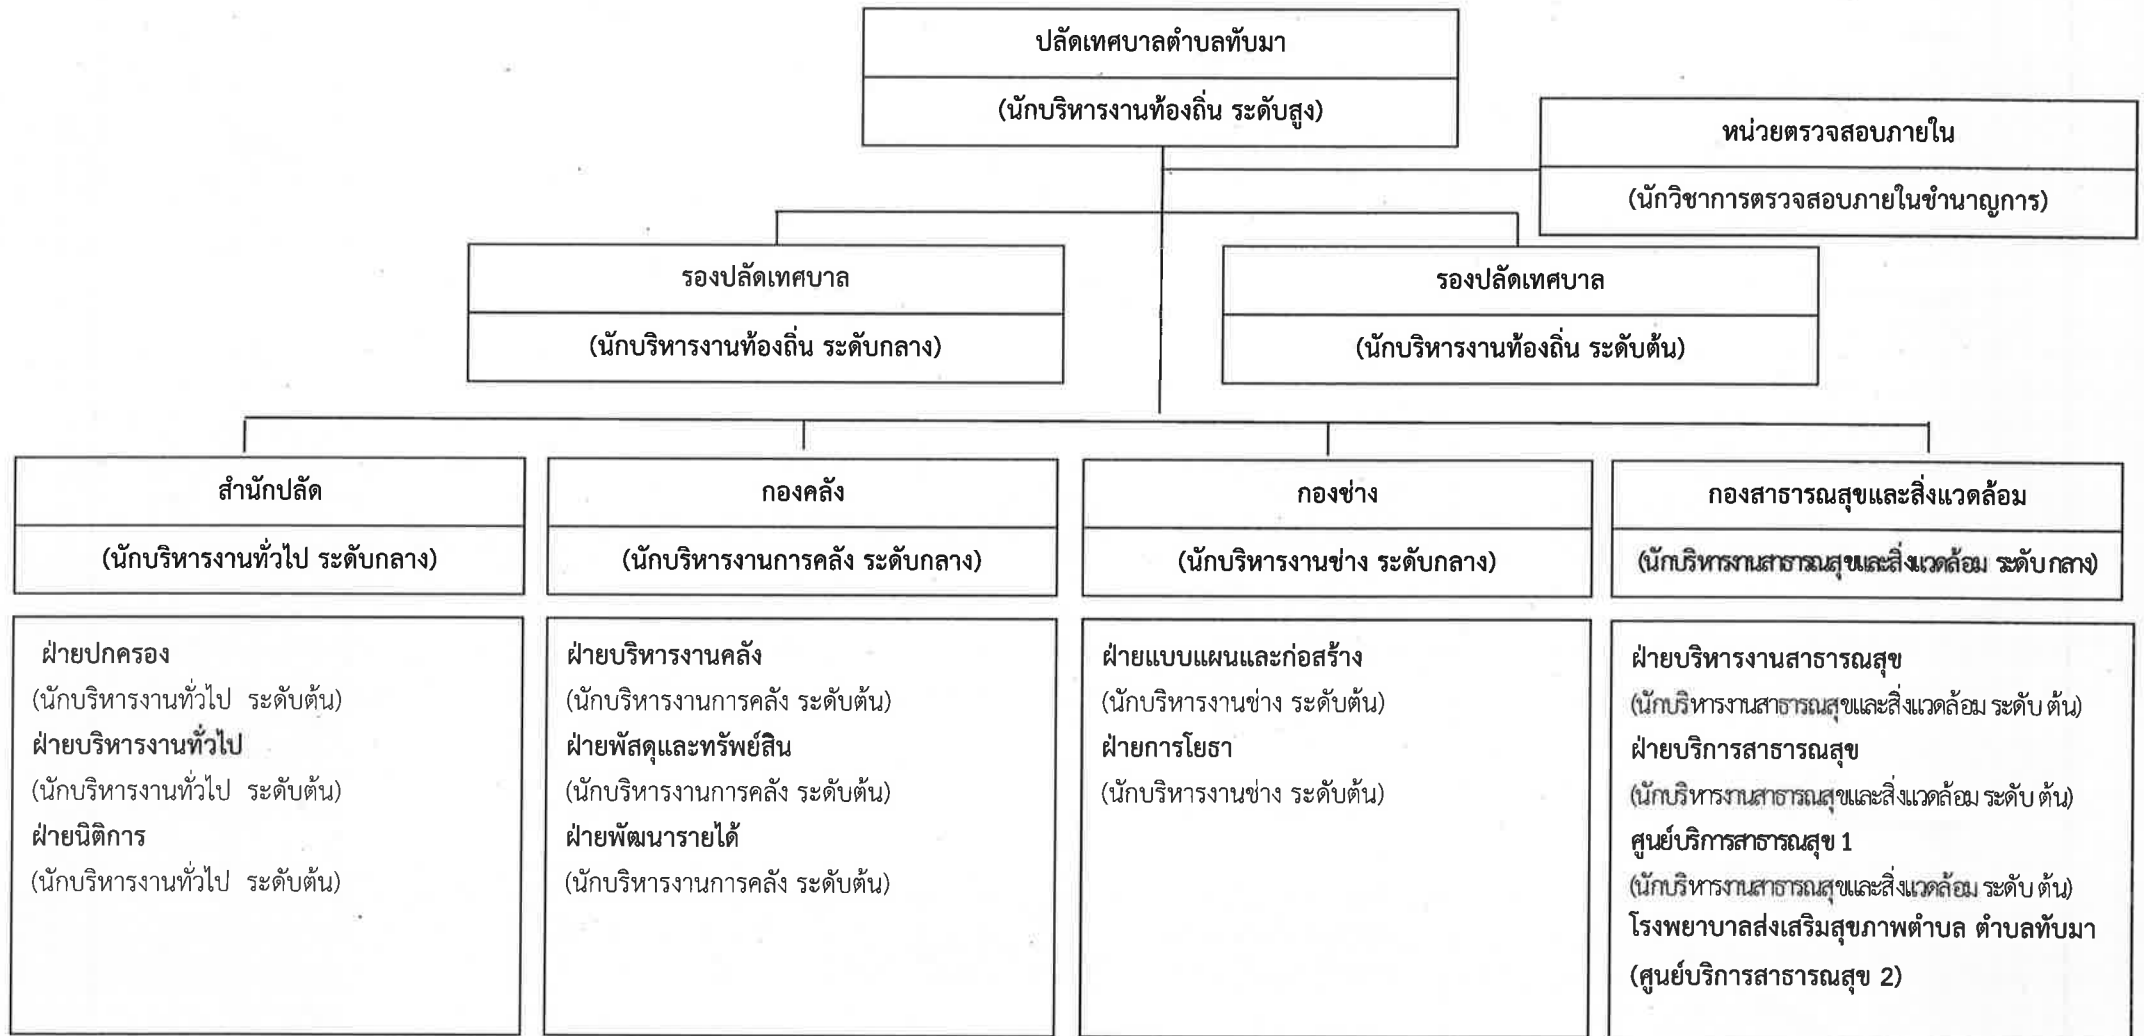 ปลัดเทศบาลตำบลทับมา
(นักบริหารงานท้องถิ่น ระดับสูง)
หน่วยตรวจสอบภายใน
(นักวิชาการตรวจสอบภายในชำนาญการ)
รองปลัดเทศบาล
(นักบริหารงานท้องถิ่น ระดับกลาง)
รองปลัดเทศบาล
(นักบริหารงานท้องถิ่น ระดับต้น)
สำนักปลัด
(นักบริหารงานทั่วไป ระดับกลาง)
ฝ่ายปกครอง
(นักบริหารงานทั่วไป ระดับต้น)
ฝ่ายบริหารงานทั่วไป
(นักบริหารงานทั่วไป ระดับต้น)
ฝ่ายนิติการ
(นักบริหารงานทั่วไป ระดับต้น)
กองคลัง
(นักบริหารงานการคลัง ระดับกลาง)
ฝ่ายบริหารงานคลัง
(นักบริหารงานการคลัง ระดับต้น)
ฝ่ายพัสดุและทรัพย์สิน
(นักบริหารงานการคลัง ระดับต้น)
ฝ่ายพัฒนารายได้
(นักบริหารงานการคลัง ระดับต้น)
กองช่าง
(นักบริหารงานช่าง ระดับกลาง)
ฝ่ายแบบแผนและก่อสร้าง
(นักบริหารงานช่าง ระดับต้น)
ฝ่ายการโยธา
(นักบริหารงานช่าง ระดับต้น)
กองสาธารณสุขและสิ่งแวดล้อม
(นักบริหารงานสาธารณสุขและสิ่งแวดล้อม ระดับ กลาง)
ฝ่ายบริหารงานสาธารณสุข
(นักบริหารงานสาธารณสุขและสิ่งแวดล้อม ระดับ ต้น)
ฝ่ายบริการสาธารณสุข
(นักบริหารงานสาธารณสุขและสิ่งแวดล้อม ระดับ ต้น)
ศูนย์บริการสาธารณสุข 1
(นักบริหารงานสาธารณสุขและสิ่งแวดล้อม ระดับ ต้น)
โรงพยาบาลส่งเสริมสุขภาพตำบล ตำบลทับมา
(ศูนย์บริการสาธารณสุข 2)